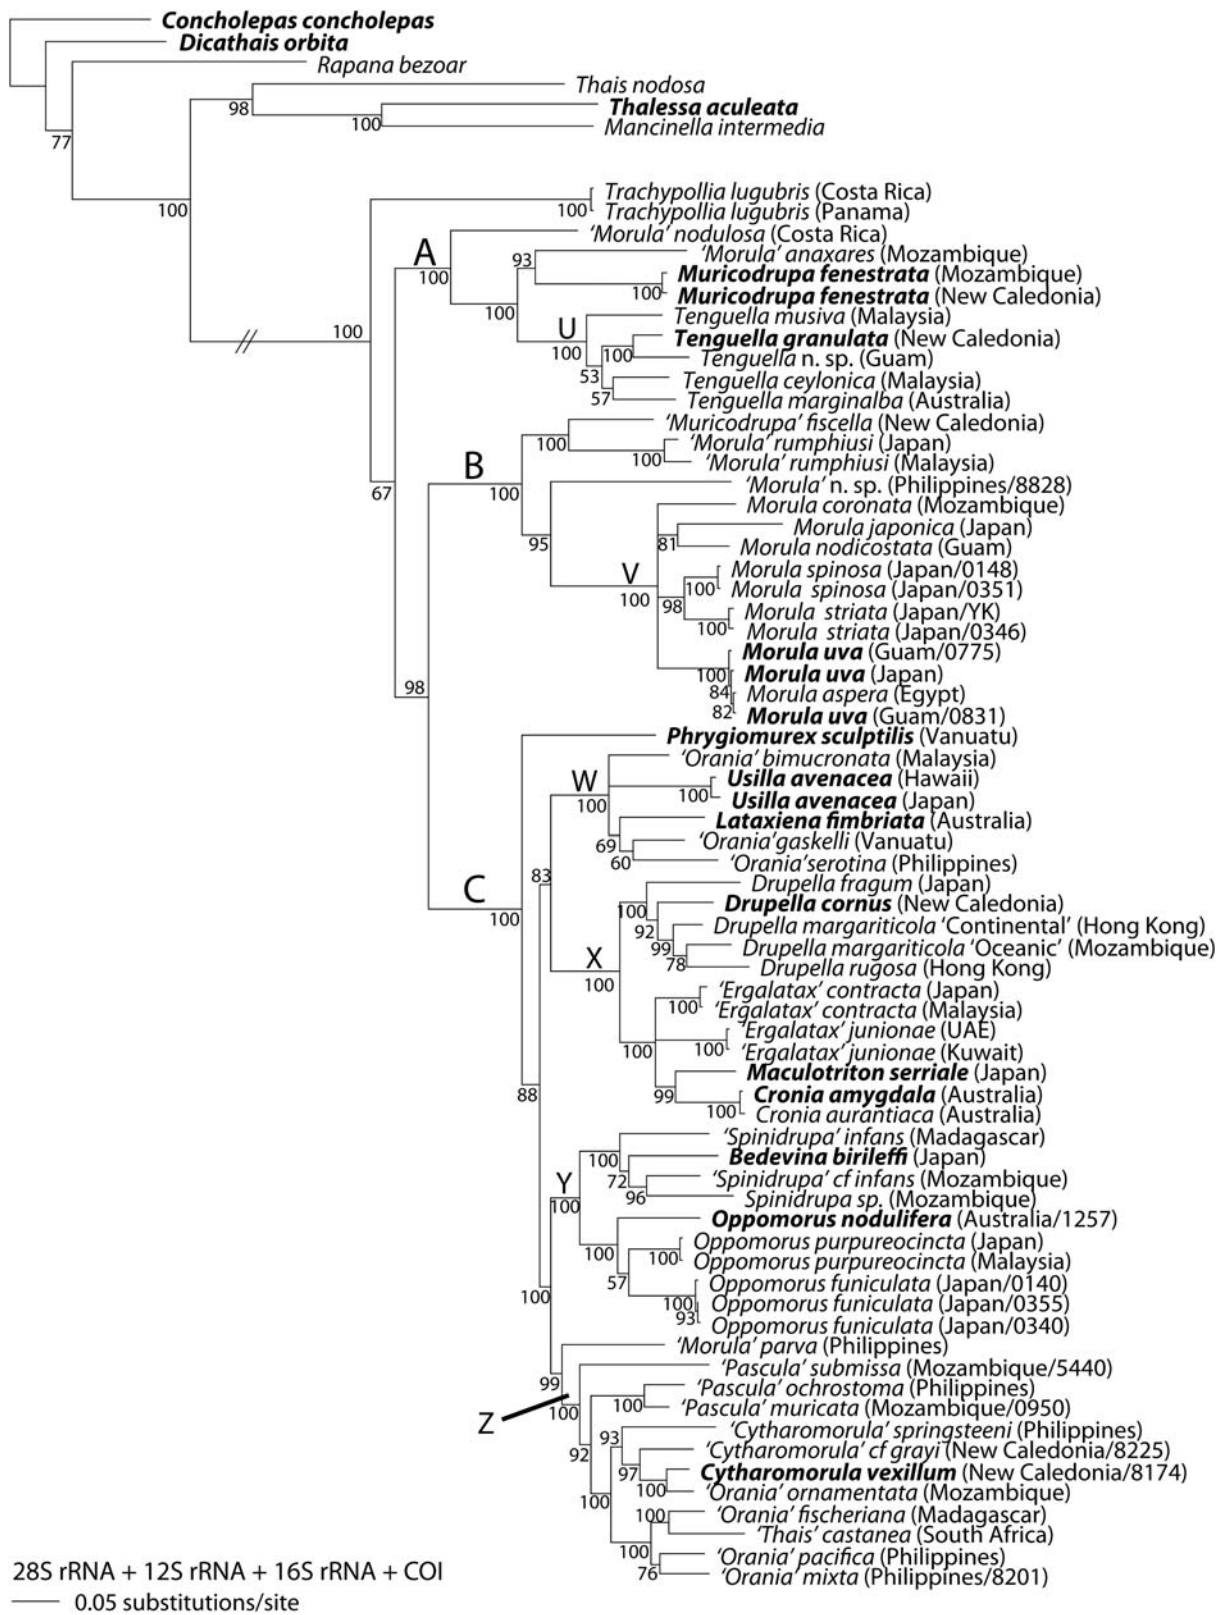 Concholepas concholepas
Dicathais orbita
Rapana bezoar
Thais nodosa
98
Thalessa aculeata
100
Mancinella intermedia
77
Trachypollia lugubris (Costa Rica)
100
Trachypollia lugubris (Panama)
100
'Morula' nodulosa (Costa Rica)
A
'Morula' anaxares (Mozambique)
93
100
Muricodrupa fenestrata (Mozambique)
100
Muricodrupa fenestrata (New Caledonia)
100
Tenguella musiva (Malaysia)
U
100
Tenguella granulata (New Caledonia)
100
100
Tenguella n. sp. (Guam)
53
Tenguella ceylonica (Malaysia)
57
Tenguella marginalba (Australia)
'Muricodrupa' fiscella (New Caledonia)
100
'Morula' rumphiusi (Japan)
100
'Morula' rumphiusi (Malaysia)
B
67
100
'Morula' n. sp. (Philippines/8828)
Morula coronata (Mozambique)
Morula japonica (Japan)
95
81
Morula nodicostata (Guam)
V
Morula spinosa (Japan/0148)
100
Morula spinosa (Japan/0351)
100
98
Morula striata (Japan/YK)
100
Morula striata (Japan/0346)
Morula uva (Guam/0775)
100
Morula uva (Japan)
98
84
Morula aspera (Egypt)
82
Morula uva (Guam/0831)
Phrygiomurex sculptilis (Vanuatu)
'Orania' bimucronata (Malaysia)
W
Usilla avenacea (Hawaii)
100
100
Usilla avenacea (Japan)
Lataxiena fimbriata (Australia)
69
'Orania'gaskelli (Vanuatu)
60
'Orania'serotina (Philippines)
83
Drupella fragum (Japan)
C
100
Drupella cornus (New Caledonia)
100
92
Drupella margariticola 'Continental' (Hong Kong)
99
Drupella margariticola 'Oceanic' (Mozambique)
X
78
Drupella rugosa (Hong Kong)
100
'Ergalatax' contracta (Japan)
100
'Ergalatax' contracta (Malaysia)
'Ergalatax' junionae (UAE)
100
100
'Ergalatax' junionae (Kuwait)
Maculotriton serriale (Japan)
88
99
Cronia amygdala (Australia)
100
Cronia aurantiaca (Australia)
'Spinidrupa' infans (Madagascar)
100
Bedevina birileffi (Japan)
72
'Spinidrupa' cf infans (Mozambique)
Y
96
Spinidrupa sp. (Mozambique)
100
Oppomorus nodulifera (Australia/1257)
Oppomorus purpureocincta (Japan)
100
100
Oppomorus purpureocincta (Malaysia)
57
Oppomorus funiculata (Japan/0140)
100
100
Oppomorus funiculata (Japan/0355)
93
Oppomorus funiculata (Japan/0340)
'Morula' parva (Philippines)
'Pascula' submissa (Mozambique/5440)
99
'Pascula' ochrostoma (Philippines)
100
100
'Pascula' muricata (Mozambique/0950)
Z
'Cytharomorula' springsteeni (Philippines)
93
92
'Cytharomorula' cf grayi (New Caledonia/8225)
97
Cytharomorula vexillum (New Caledonia/8174)
100
100
'Orania' ornamentata (Mozambique)
'Orania' fischeriana (Madagascar)
100
'Thais' castanea (South Africa)
100
'Orania' pacifica (Philippines)
76
'Orania' mixta (Philippines/8201)
28S rRNA + 12S rRNA + 16S rRNA + COI
0.05 substitutions/site